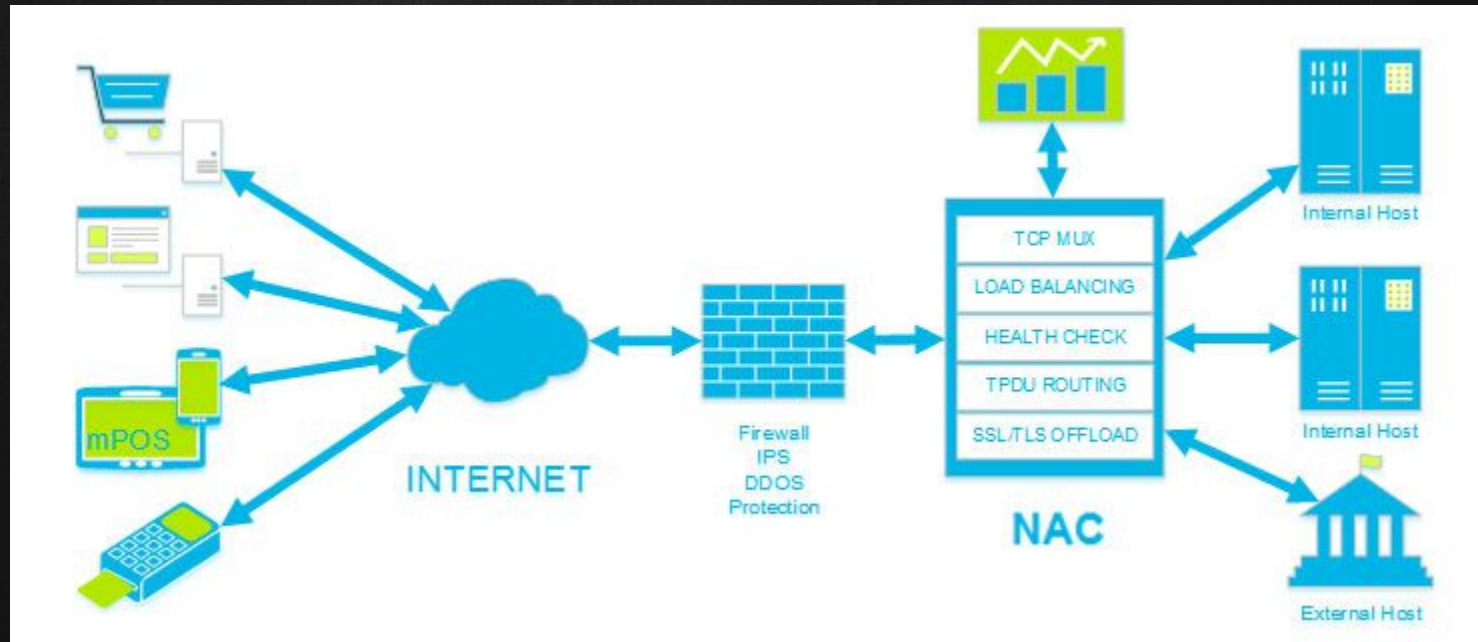 mPOS
INTERNET
Firewall
IPS
DDOS
Protection
TCP MUX
LOAD BALANCING
HEALTH CHECK
TPDU ROUTING
SSL/TLS OFFLOAD
NAC
Internal Host
Internal Host
External Host